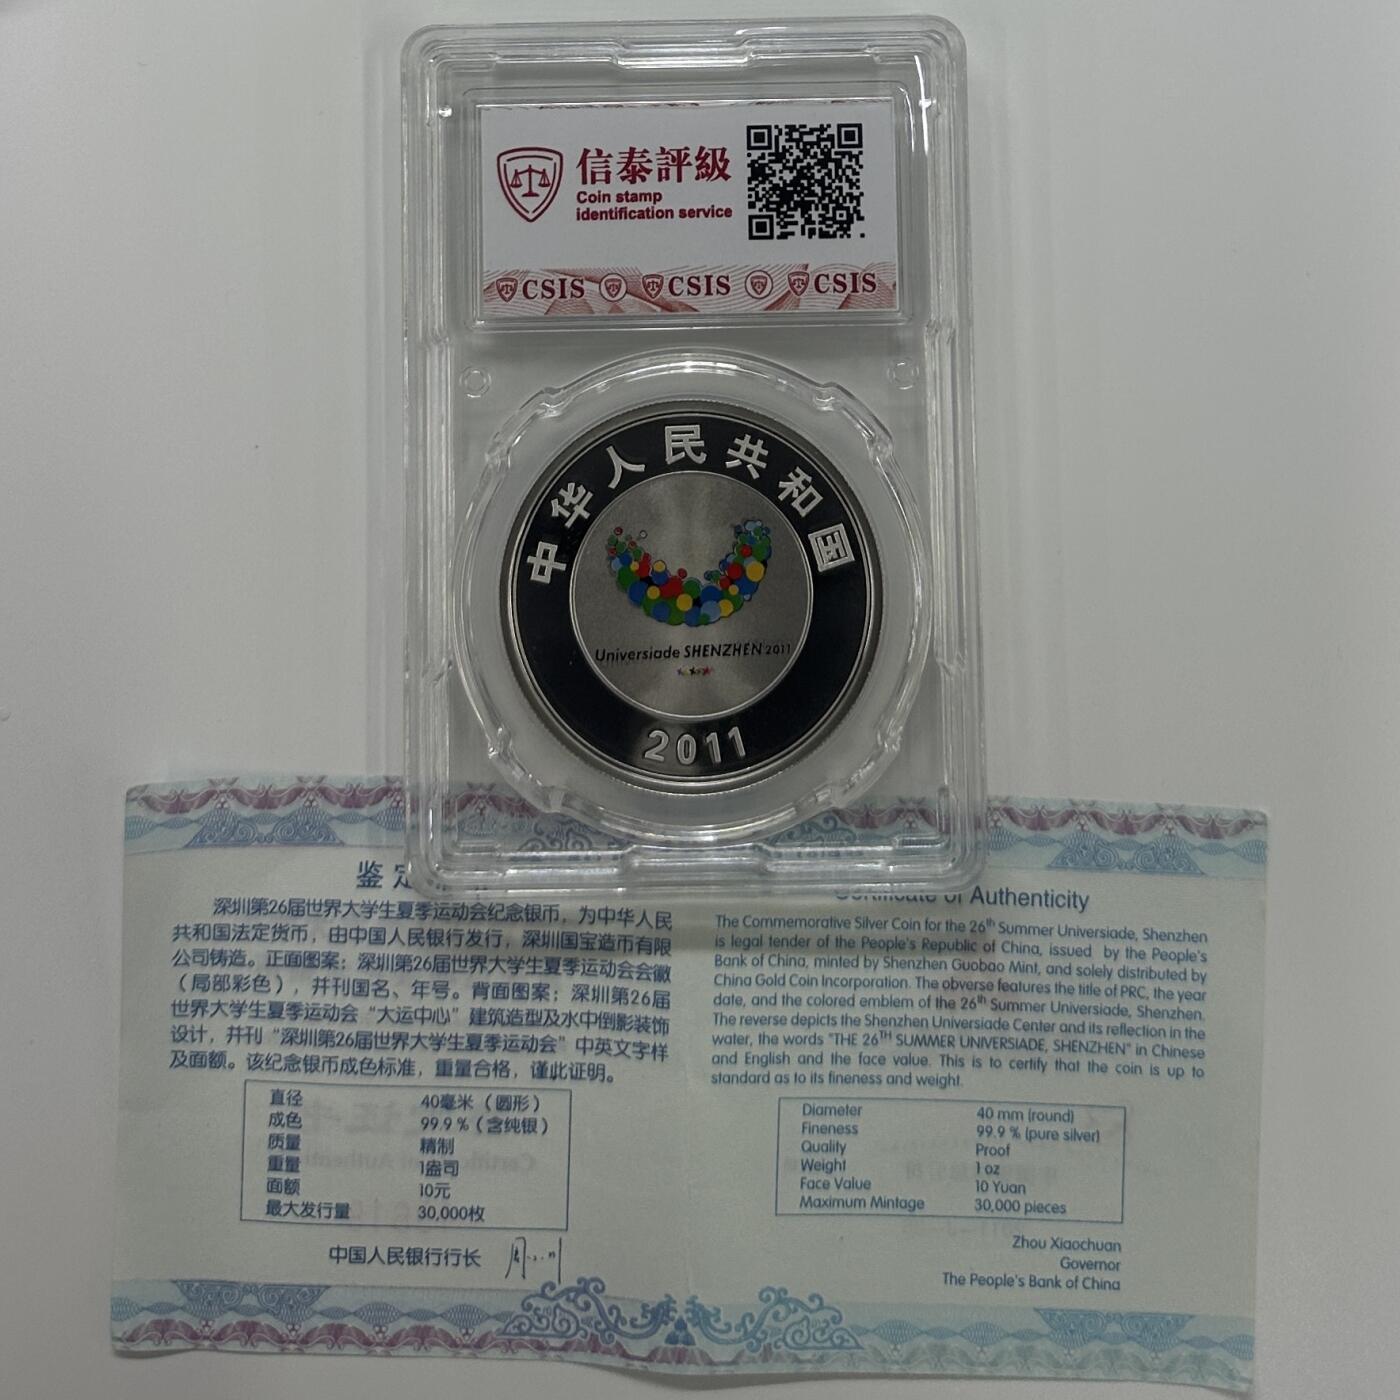 信泰評級
Coin stamp
identification service
CSIS CSIS CSIS
中华人民共和国
Universiade SHENZHEN 2011
2011
鉴定
深圳第26届世界大学生夏季运动会纪念银币，为中华人民
共和国法定货币，由中国人民银行发行，深圳国宝造币有限
公司铸造。正面图案：深圳第26届世界大学生夏季运动会会徽
（局部彩色），并刊国名、年号。背面图案：深圳第26届
世界大学生夏季运动会“大运中心”建筑造型及水中倒影装饰
设计，并刊“深圳第26届世界大学生夏季运动会”中英文字样
及面额。该纪念银币成色标准，重量合格，谨此证明。
直径 40毫米（圆形）
成色 99.9%（含纯银）
质量 精制
重量 1盎司
面额 10元
最大发行量 30,000枚
中国人民银行行长
Certificate of Authenticity
The Commemorative Silver Coin for the 26th Summer Universiade, Shenzhen
is legal tender of the People's Republic of China, issued by the People's
Bank of China, minted by Shenzhen Guobao Mint, and solely distributed by
China Gold Coin Incorporation. The obverse features the title of PRC, the year
date, and the colored emblem of the 26th Summer Universiade, Shenzhen.
The reverse depicts the Shenzhen Universiade Center and its reflection in the
water, the words "THE 26TH SUMMER UNIVERSIADE, SHENZHEN" in Chinese
and English and the face value. This is to certify that the coin is up to
standard as to its fineness and weight.
Diameter 40 mm (round)
Fineness 99.9 % (pure silver)
Quality Proof
Weight 1 oz
Face Value 10 Yuan
Maximum Mintage 30,000 pieces
Zhou Xiaochuan
Governor
The People's Bank of China